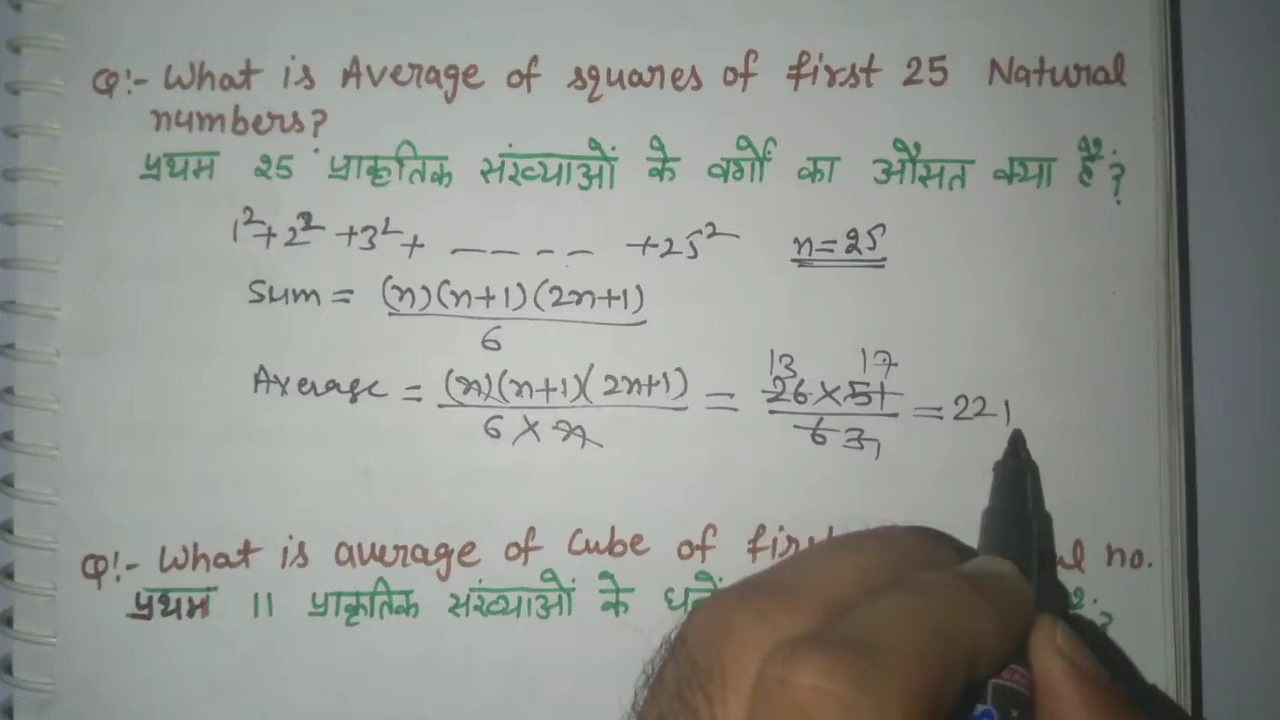 Q:- What is Average of squares of first 25 Natural
numbers?
प्रथम 25 प्राकृतिक संख्याओं के वर्गों का औसत क्या है?
1²+2²+3²+ ---- +25² n=25
Sum = (n)(n+1)(2n+1)
6
13 17
Average = (n)(n+1)(2n+1) = 26×51 = 221
6×n 6 3
Q:- What is average of Cube of no.
प्रथम 11 प्राकृतिक संख्याओं के